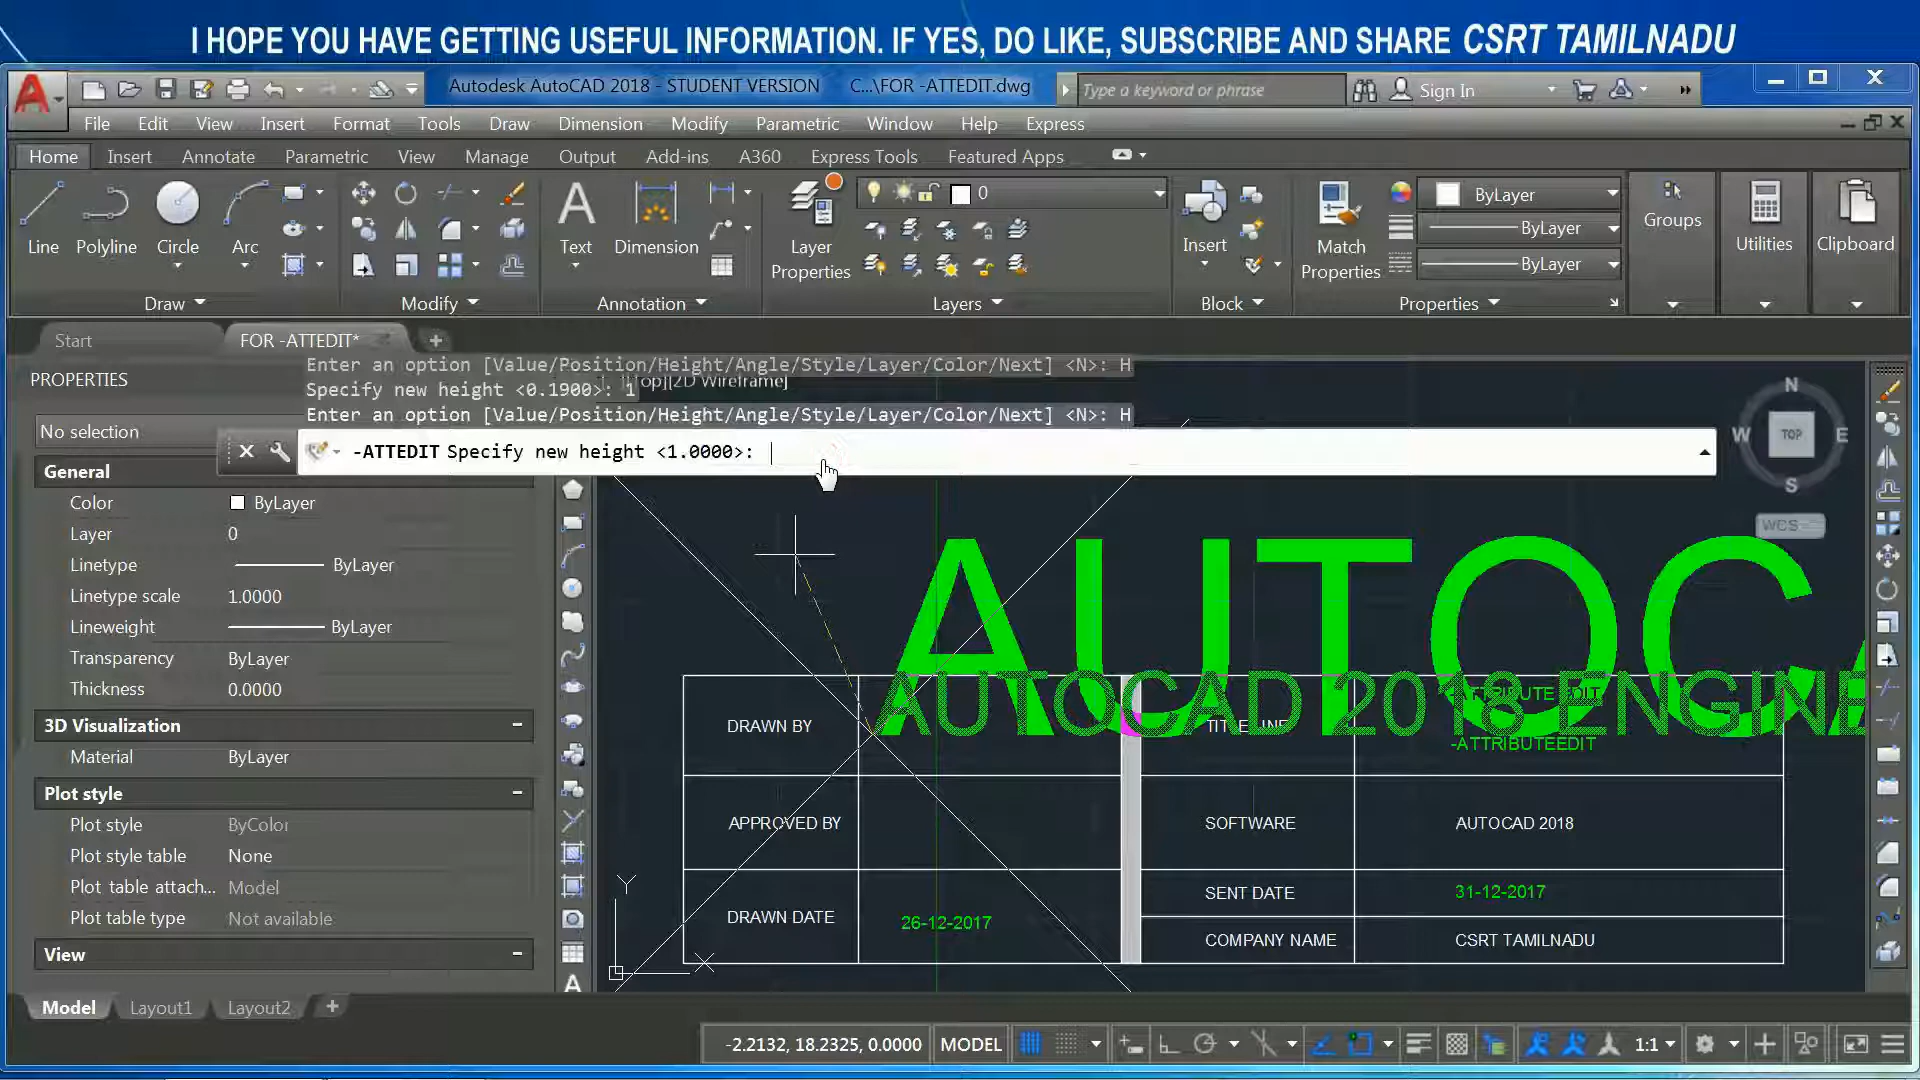 I HOPE YOU HAVE GETTING USEFUL INFORMATION. IF YES, DO LIKE, SUBSCRIBE AND SHARE CSRT TAMILNADU
Autodesk AutoCAD 2018 - STUDENT VERSION C...\FOR -ATTEDIT.dwg
Type a keyword or phrase
Sign In
File Edit View Insert Format Tools Draw Dimension Modify Parametric Window Help Express
Home Insert Annotate Parametric View Manage Output Add-ins A360 Express Tools Featured Apps
0
ByLayer
ByLayer
ByLayer
Line Polyline Circle Arc
Text Dimension
Layer Properties
Insert
Match Properties
Groups
Utilities
Clipboard
Draw Modify Annotation Layers Block Properties
Start FOR -ATTEDIT*
Enter an option [Value/Position/Height/Angle/Style/Layer/Color/Next] <N>: H
Specify new height <0.1900>: 1
op][2D Wireframe]
Enter an option [Value/Position/Height/Angle/Style/Layer/Color/Next] <N>: H
-ATTEDIT Specify new height <1.0000>:
PROPERTIES
No selection
General
Color ByLayer
Layer 0
Linetype ByLayer
Linetype scale 1.0000
Lineweight ByLayer
Transparency ByLayer
Thickness 0.0000
3D Visualization
Material ByLayer
Plot style
Plot style ByColor
Plot style table None
Plot table attach... Model
Plot table type Not available
View
N
W TOP E
S
WCS
AUTOC
AUTOCAD 2018 ENGINE
DRAWN BY
-ATTRIBUTE EDIT
-ATTRIBUTEEDIT
APPROVED BY
SOFTWARE
AUTOCAD 2018
SENT DATE
31-12-2017
DRAWN DATE
26-12-2017
COMPANY NAME
CSRT TAMILNADU
Y
X
Model Layout1 Layout2
-2.2132, 18.2325, 0.0000 MODEL
1:1